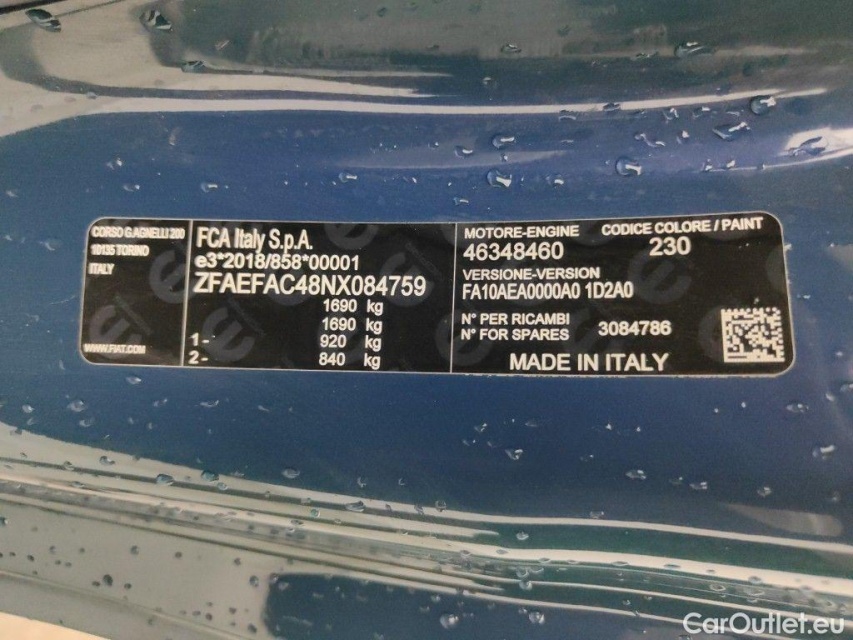 CORSO G.AGNELLI 200
10135 TORINO
ITALY
WWW.FIAT.COM
FCA Italy S.p.A.
e3*2018/858*00001
ZFAEFAC48NX084759
1690 kg
1690 kg
1- 920 kg
2- 840 kg
MOTORE-ENGINE CODICE COLORE / PAINT
46348460 230
VERSIONE-VERSION
FA10AEA0000A0 1D2A0
N° PER RICAMBI
N° FOR SPARES 3084786
MADE IN ITALY
CarOutlet.eu